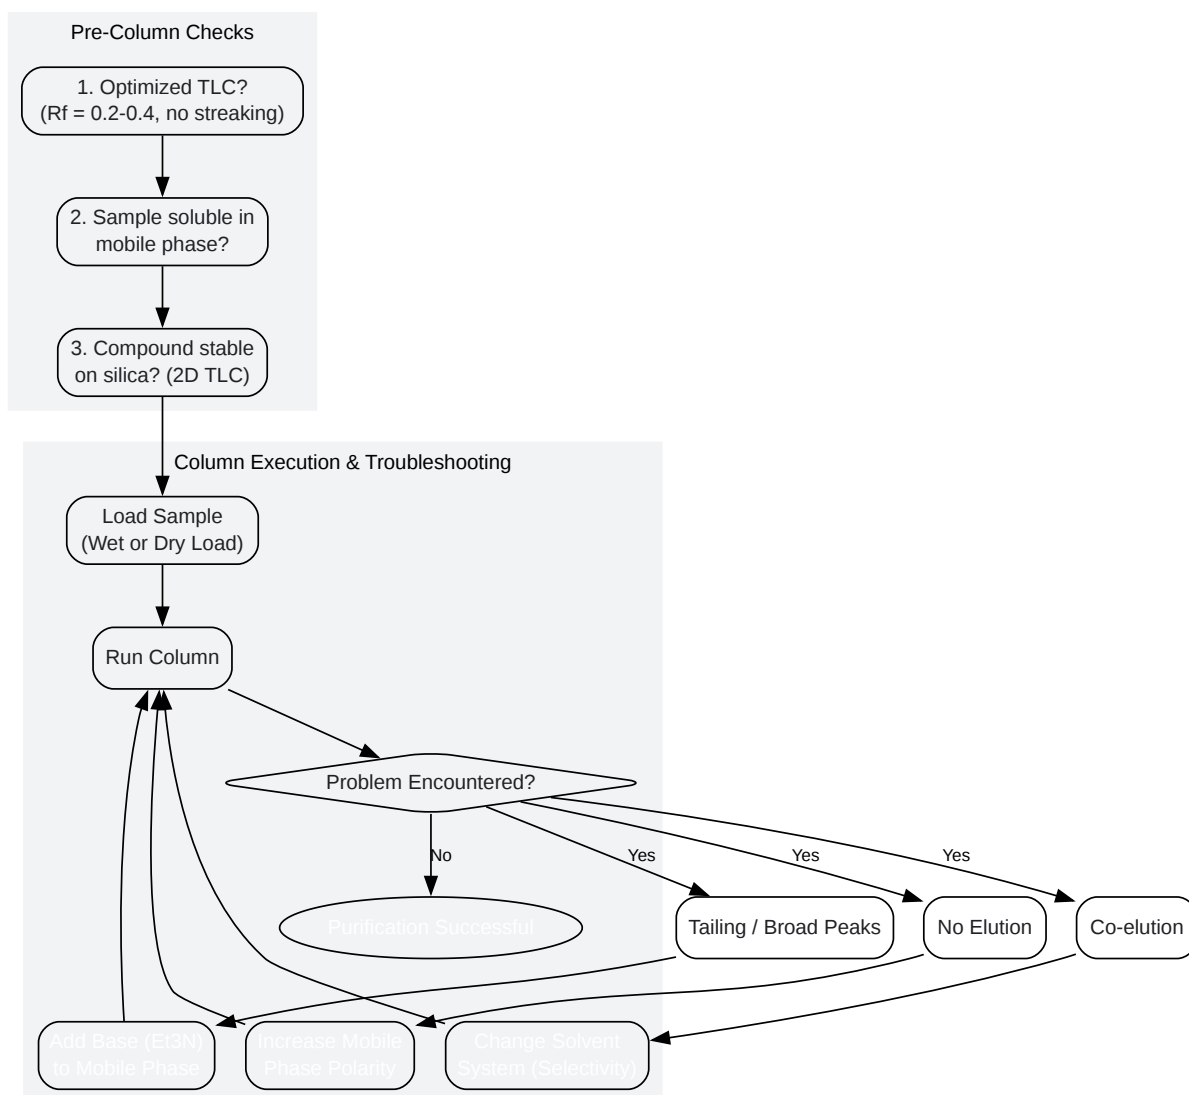 Pre-Column Checks
1. Optimized TLC?
(Rf = 0.2-0.4, no streaking)
2. Sample soluble in
mobile phase?
3. Compound stable
on silica? (2D TLC)
Column Execution & Troubleshooting
Load Sample
(Wet or Dry Load)
Run Column
Problem Encountered?
No
Yes
Yes
Yes
Purification Successful
Tailing / Broad Peaks
No Elution
Co-elution
Add Base (Et3N)
to Mobile Phase
Increase Mobile
Phase Polarity
Change Solvent
System (Selectivity)